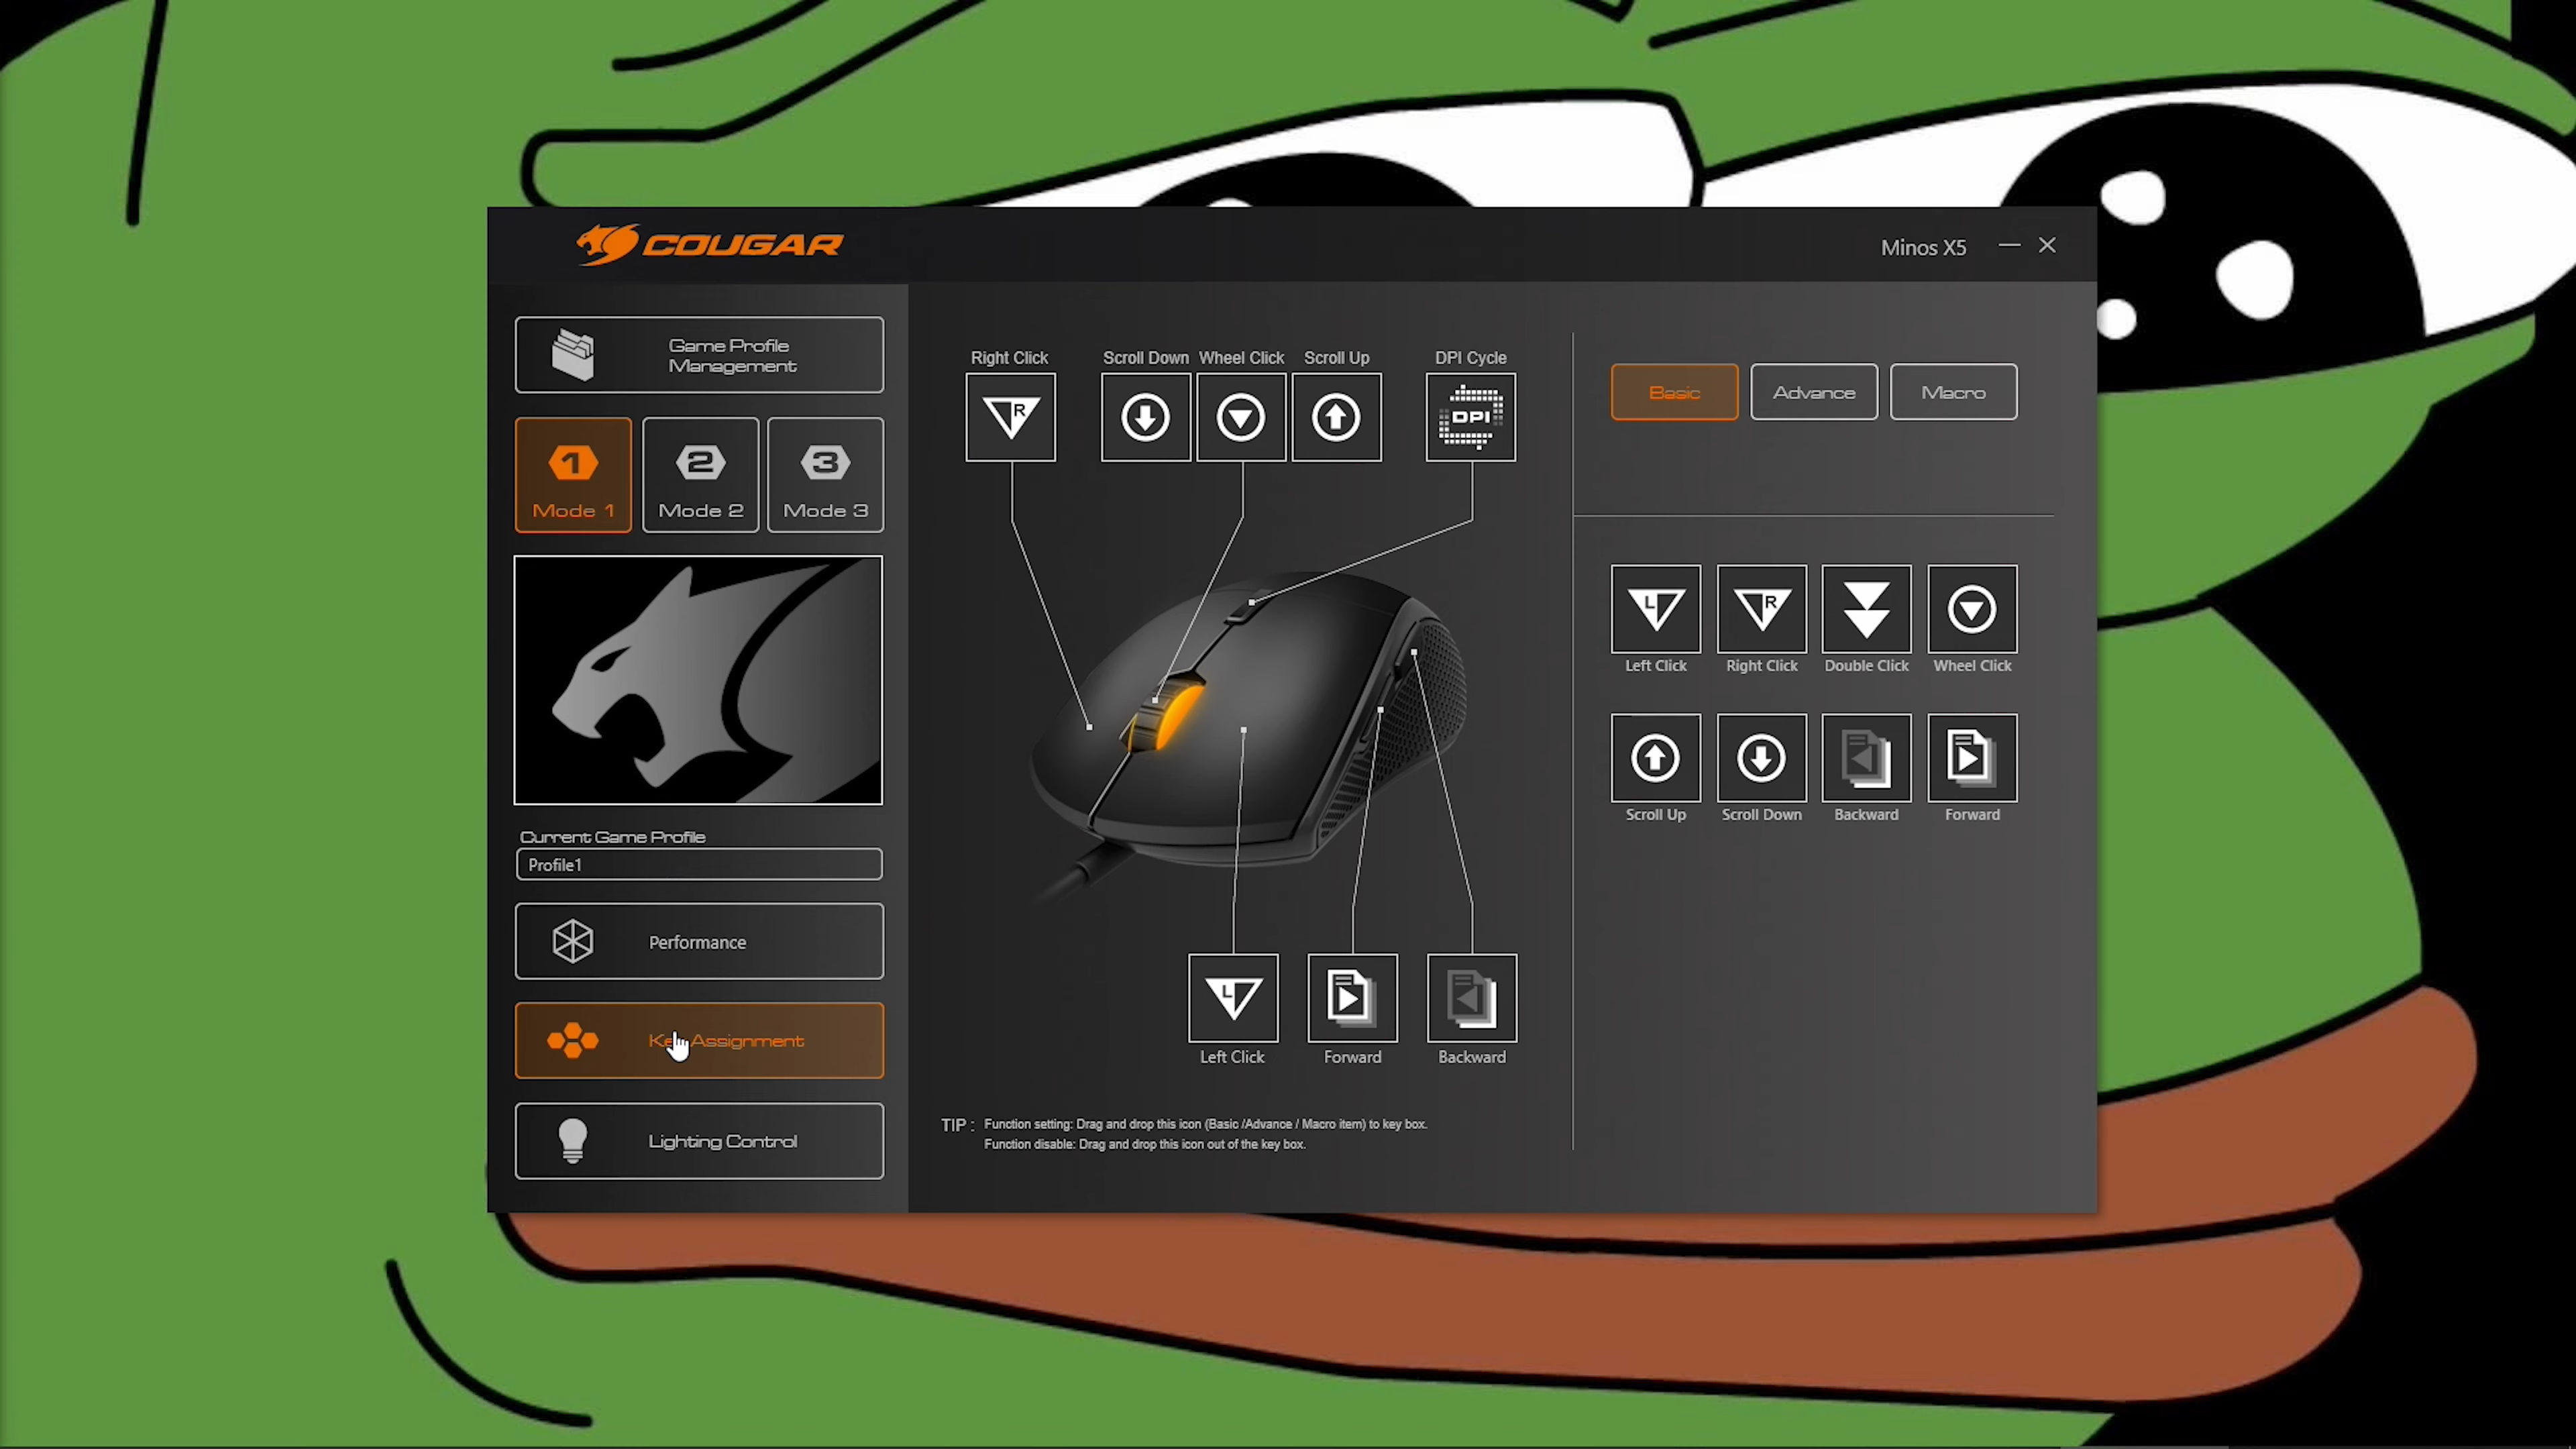 COUGAR
Minos X5
Game Profile
Management
1
Mode 1
2
Mode 2
3
Mode 3
Current Game Profile
Profile1
Performance
Key Assignment
Lighting Control
Right Click
Scroll Down
Wheel Click
Scroll Up
DPI Cycle
R
DPI
L
Left Click
Forward
Backward
TIP : Function setting: Drag and drop this icon (Basic /Advance / Macro item) to key box.
Function disable: Drag and drop this icon out of the key box.
Basic
Advance
Macro
L
R
Left Click
Right Click
Double Click
Wheel Click
Scroll Up
Scroll Down
Backward
Forward